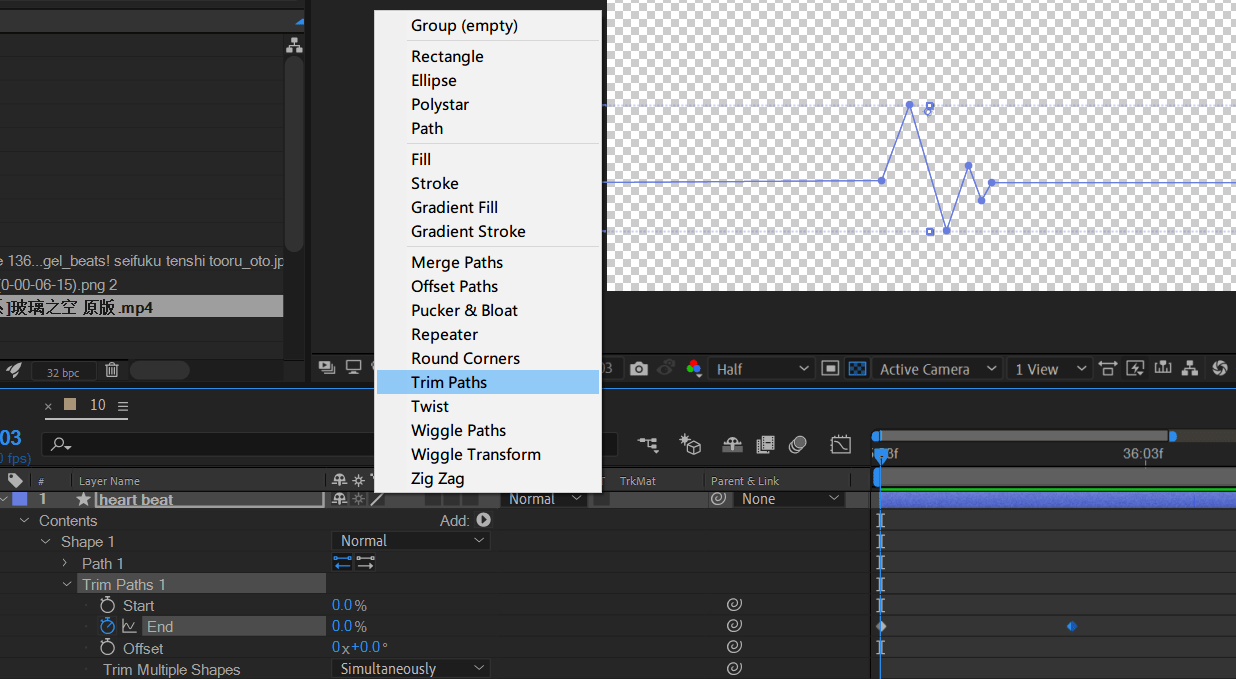 Group (empty)
Rectangle
Ellipse
Polystar
Path
Fill
Stroke
Gradient Fill
Gradient Stroke
Merge Paths
Offset Paths
Pucker & Bloat
Repeater
Round Corners
Trim Paths
Twist
Wiggle Paths
Wiggle Transform
Zig Zag
136...gel_beats! seifuku tenshi tooru_oto.jp
0-00-06-15).png 2
]玻璃之空 原版.mp4
32 bpc
Half
Active Camera
1 View
10
03
fps)
36:03f
# Layer Name
TrkMat
Parent & Link
1 heart beat
Normal
None
Contents
Add:
Shape 1
Normal
Path 1
Trim Paths 1
Start
0.0%
End
0.0%
Offset
0x+0.0°
Trim Multiple Shapes
Simultaneously